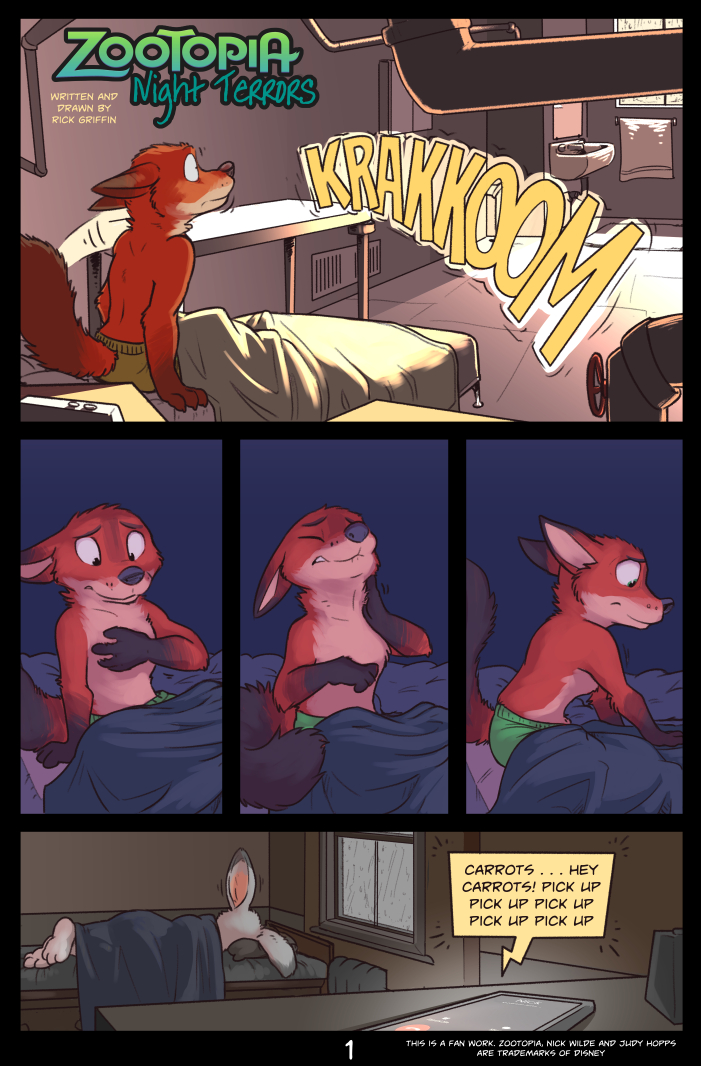 ZOOTOPIA
Night Terrors
WRITTEN AND
DRAWN BY
RICK GRIFFIN
KRAKKOOM
CARROTS . . . HEY
CARROTS! PICK UP
PICK UP PICK UP
PICK UP PICK UP
NICK
1
THIS IS A FAN WORK. ZOOTOPIA, NICK WILDE AND JUDY HOPPS
ARE TRADEMARKS OF DISNEY